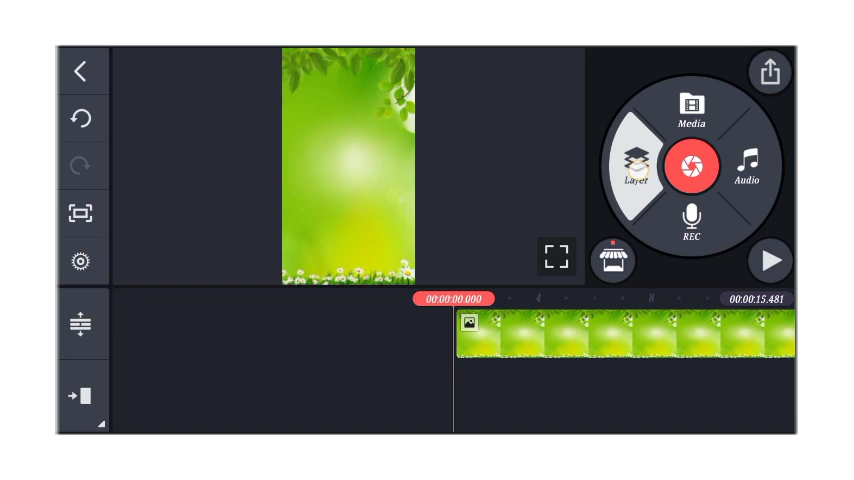 Media
Layer
Audio
REC
00:00:00.000
4
8
00:00:15.481